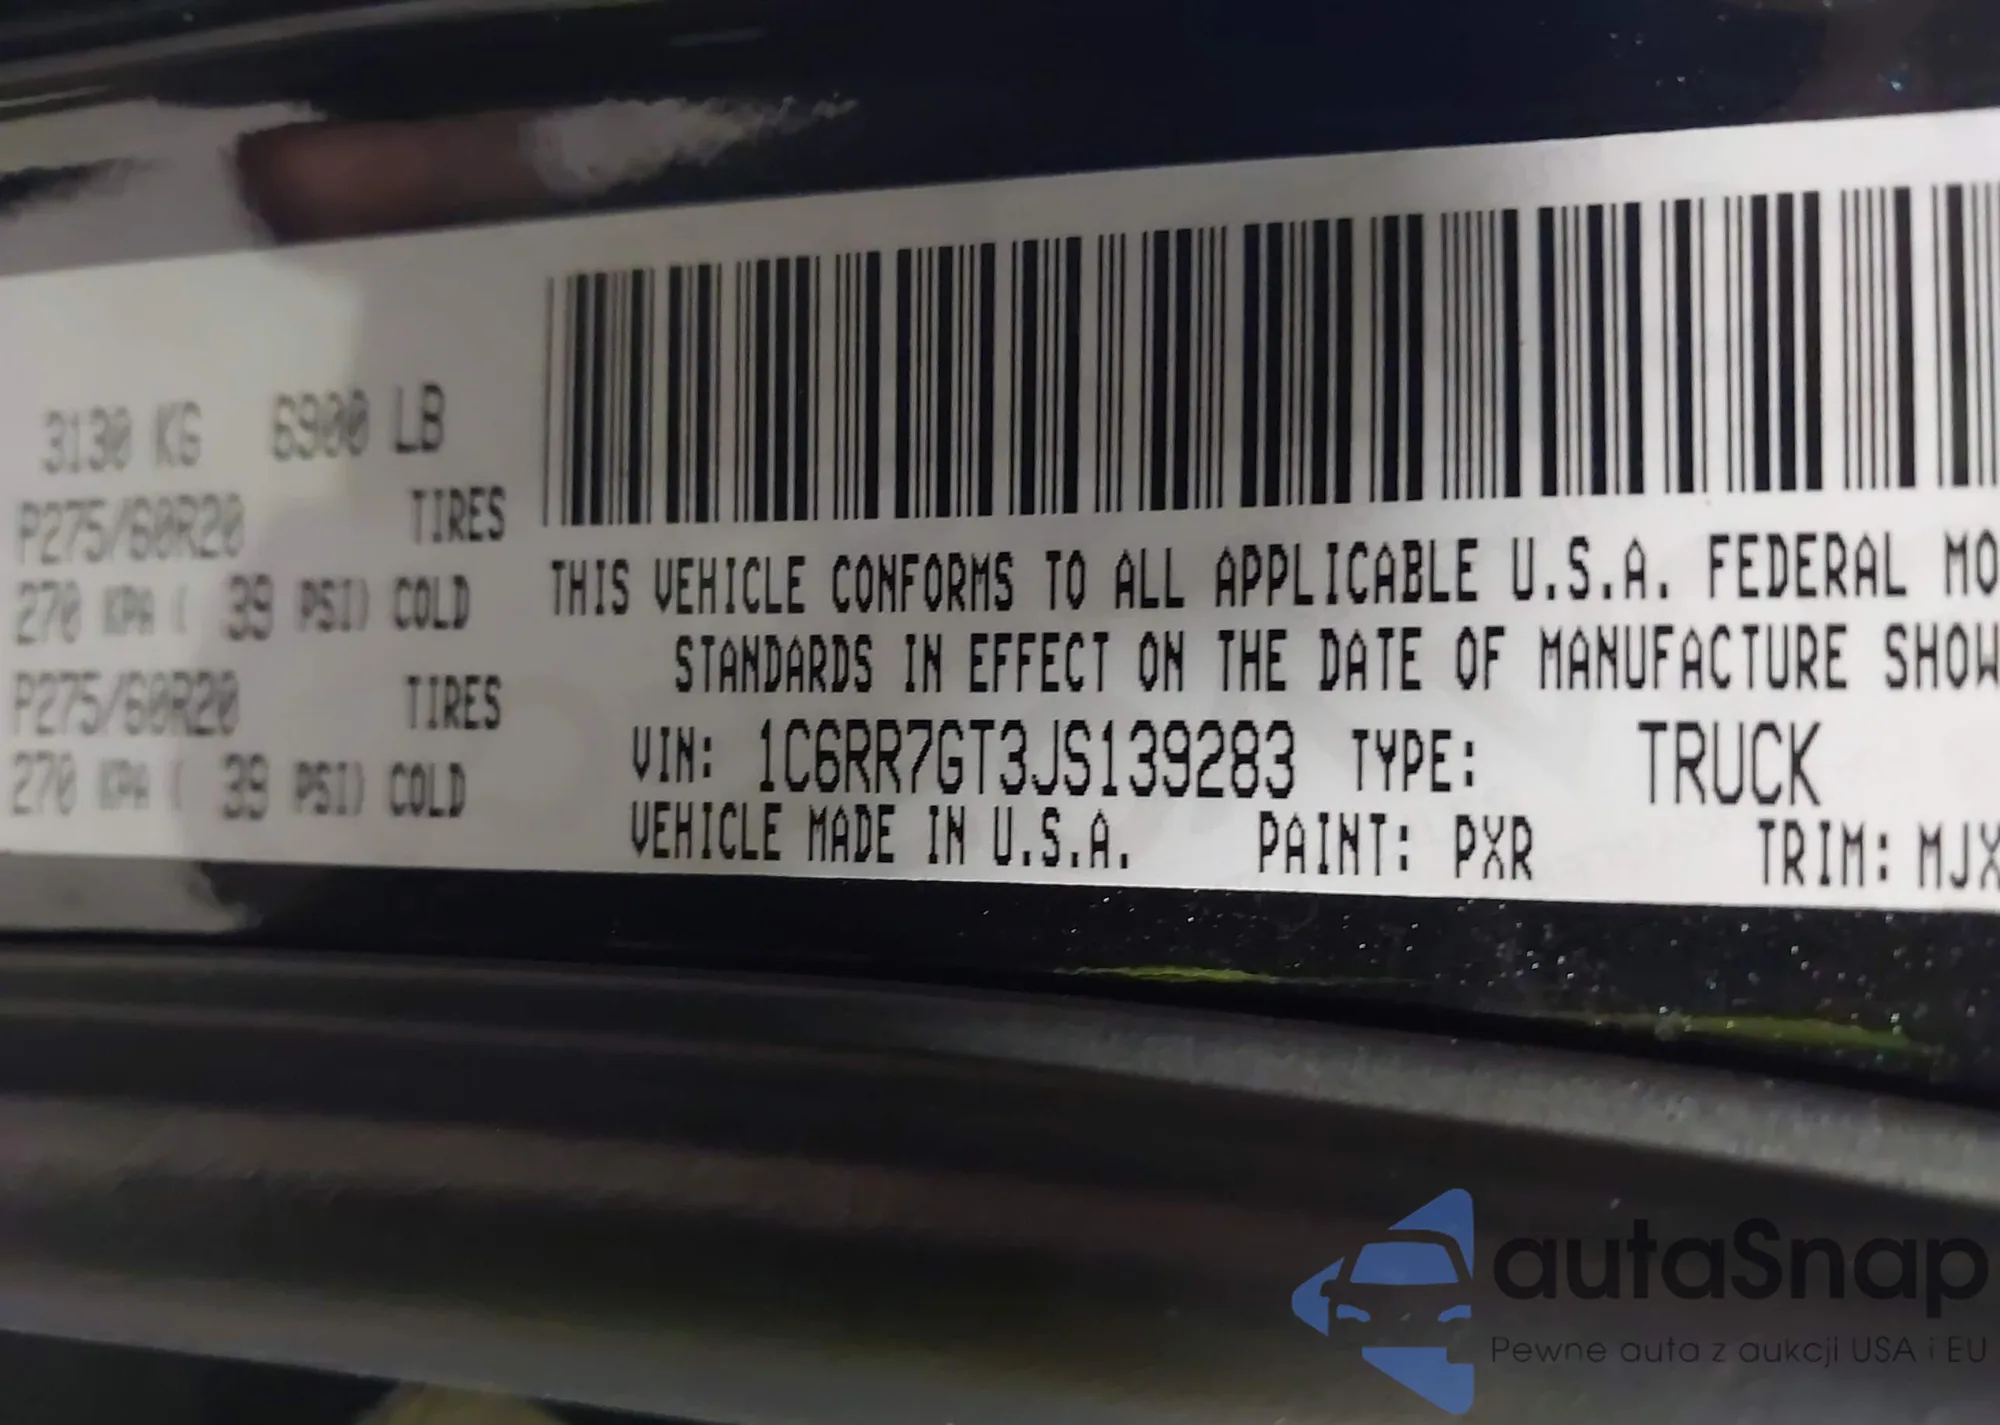 3130 KG 6900 LB
P275/60R20 TIRES
270 KPA ( 39 PSI) COLD
P275/60R20 TIRES
270 KPA ( 39 PSI) COLD
THIS VEHICLE CONFORMS TO ALL APPLICABLE U.S.A. FEDERAL MO
STANDARDS IN EFFECT ON THE DATE OF MANUFACTURE SHOW
VIN: 1C6RR7GT3JS139283 TYPE: TRUCK
VEHICLE MADE IN U.S.A. PAINT: PXR TRIM: MJX
autaSnap
Pewne auta z aukcji USA i EU